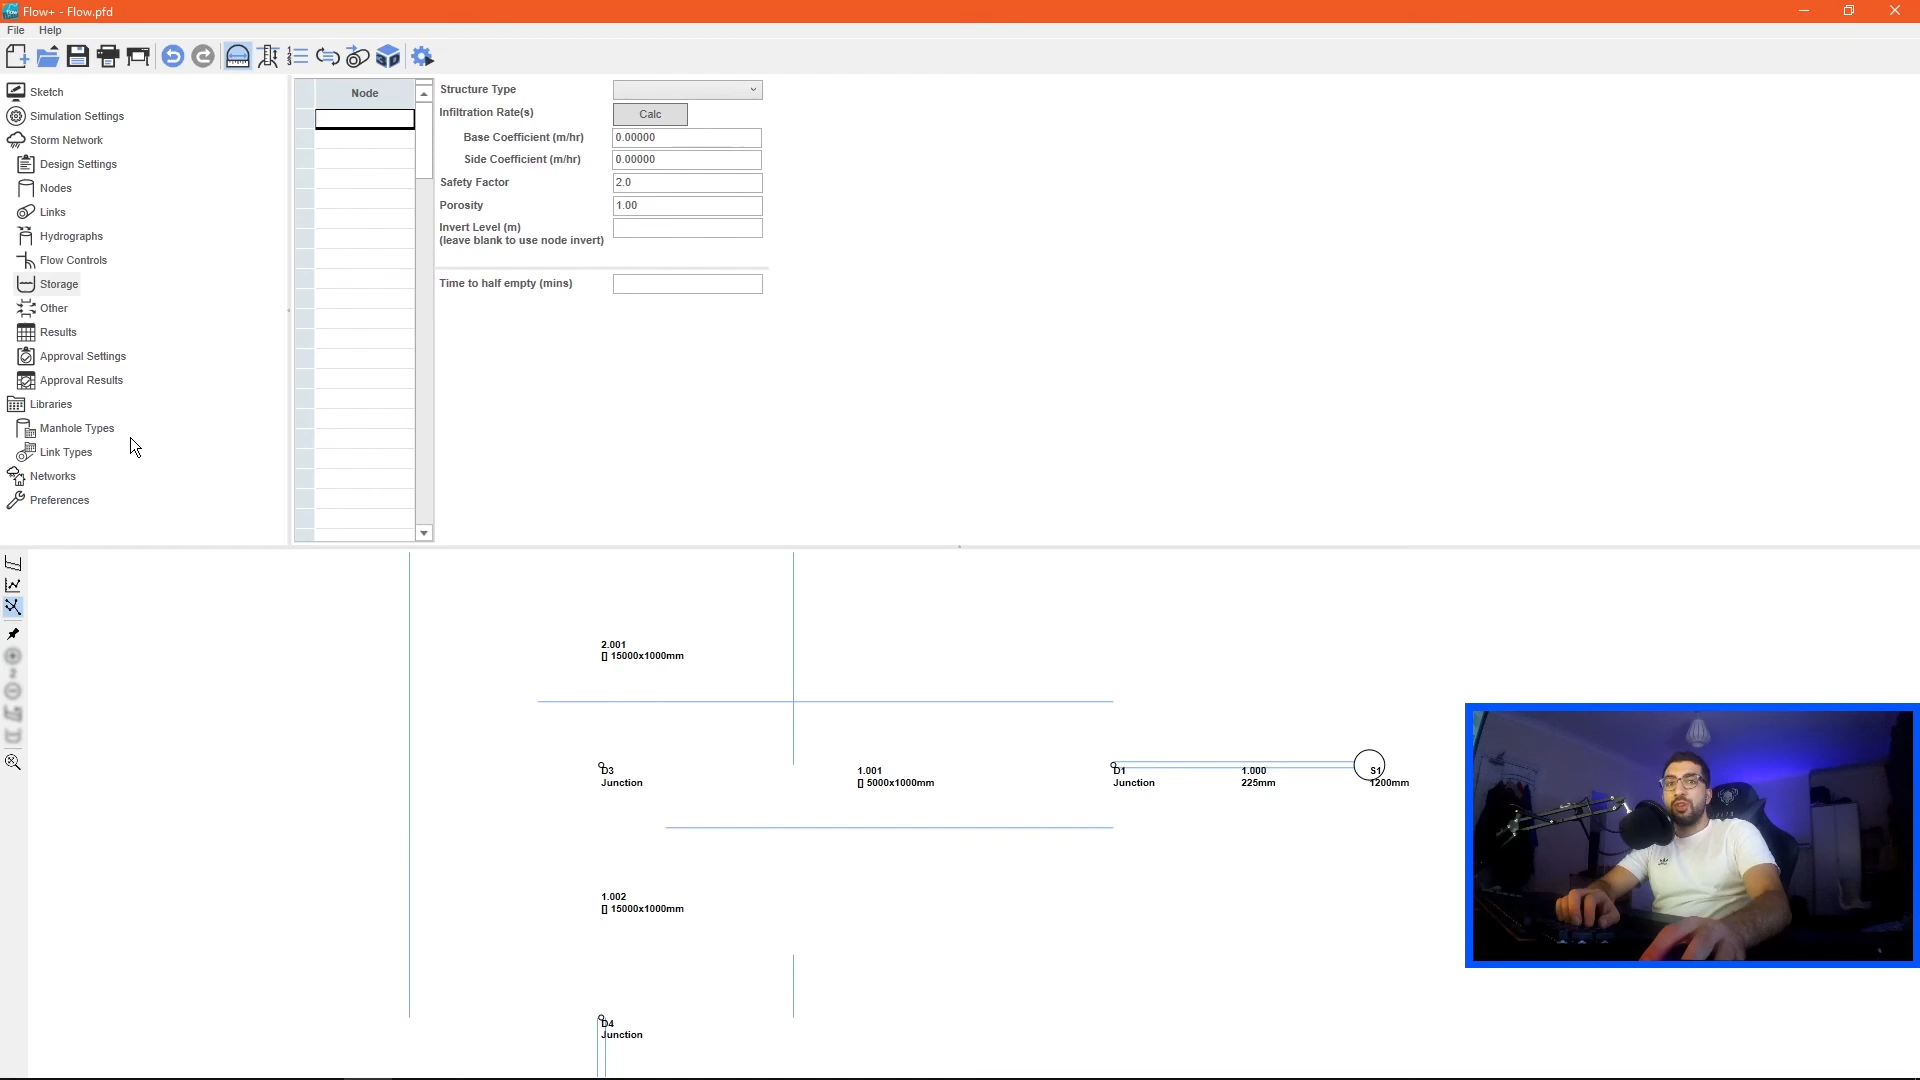 Flow+ - Flow.pfd
File Help
Sketch
Simulation Settings
Storm Network
Design Settings
Nodes
Links
Hydrographs
Flow Controls
Storage
Other
Results
Approval Settings
Approval Results
Libraries
Manhole Types
Link Types
Networks
Preferences
Node
Structure Type
Infiltration Rate(s) Calc
Base Coefficient (m/hr) 0.00000
Side Coefficient (m/hr) 0.00000
Safety Factor 2.0
Porosity 1.00
Invert Level (m)
(leave blank to use node invert)
Time to half empty (mins)
2.001
[] 15000x1000mm
D3
Junction
1.001
[] 5000x1000mm
D1
Junction
1.000
225mm
S1
1200mm
1.002
[] 15000x1000mm
D4
Junction